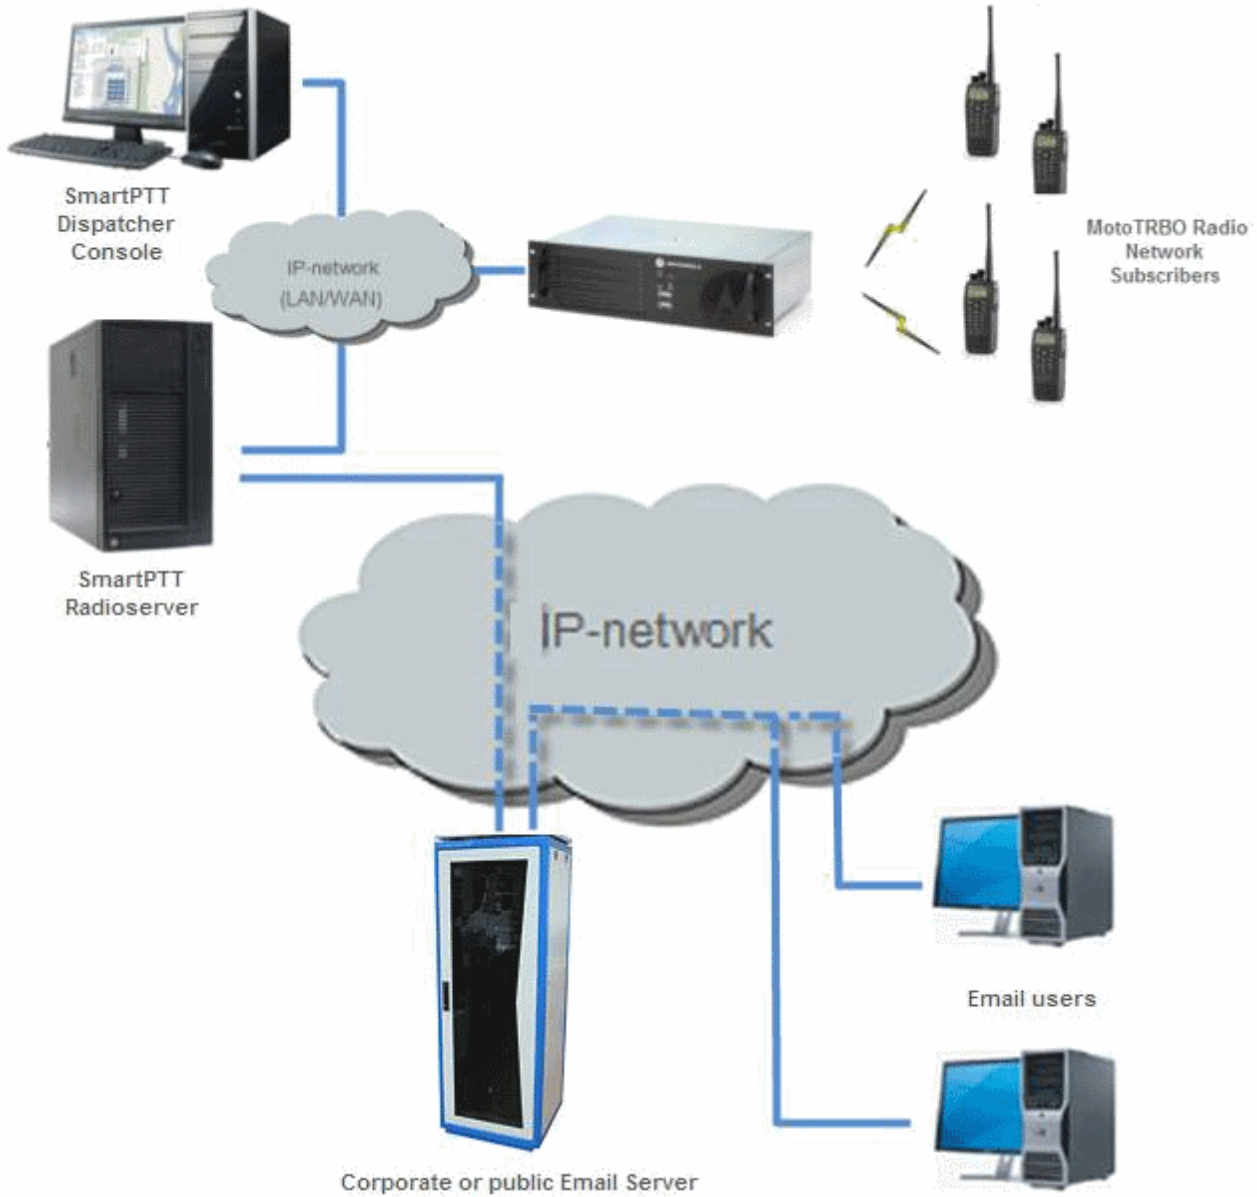 SmartPTT
Dispatcher
Console
IP-network
(LAN/WAN)
MOTOROLA
MotoTRBO Radio
Network
Subscribers
SmartPTT
Radioserver
IP-network
Email users
Corporate or public Email Server